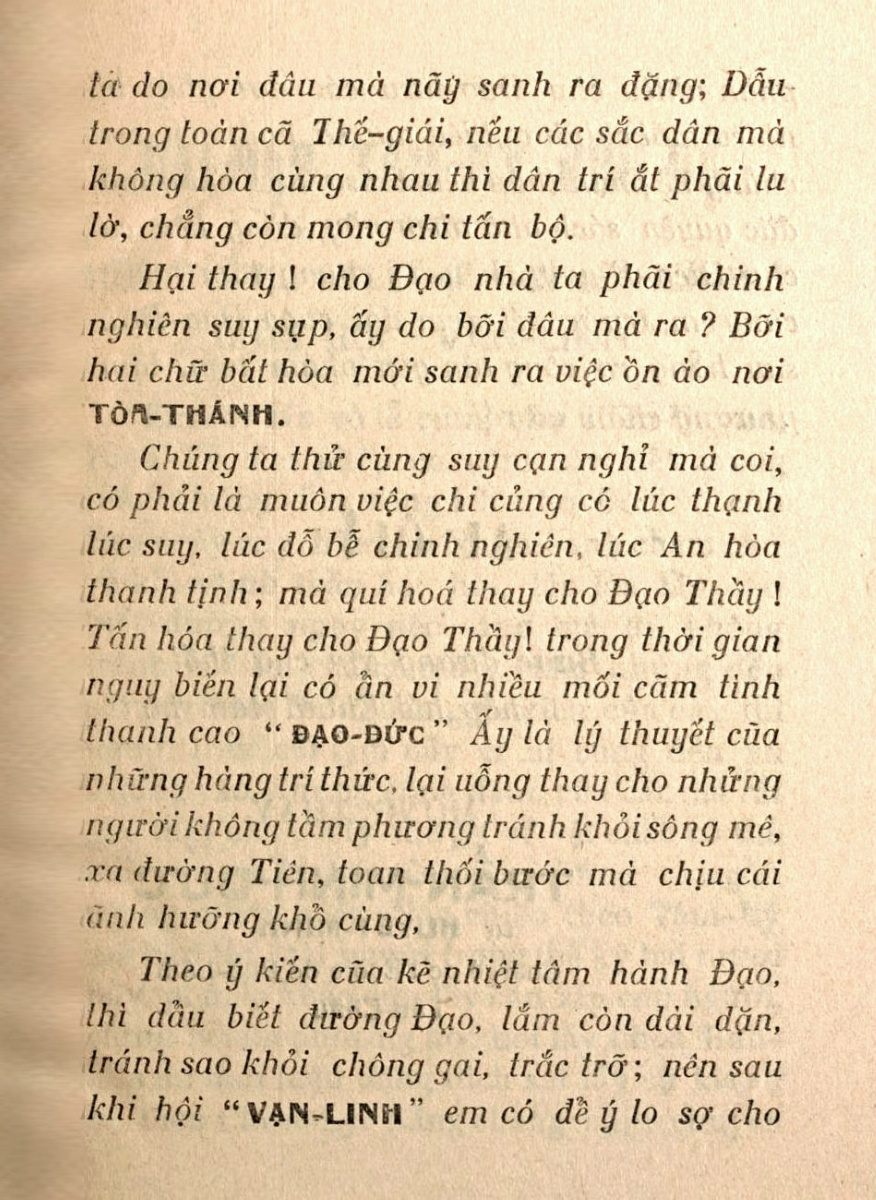 ta do nơi đâu mà nãy sanh ra đặng; Dẫu
trong toàn cã Thế-giái, nếu các sắc dân mà
không hòa cùng nhau thì dân trí ắt phãi lu
lờ, chẳng còn mong chi tấn bộ.
Hại thay ! cho Đạo nhà ta phãi chinh
nghiên suy sụp, ấy do bỡi đâu mà ra ? Bỡi
hai chữ bất hòa mới sanh ra việc ồn ào nơi
TÒA-THÁNH.
Chúng ta thử cùng suy cạn nghỉ mà coi,
có phải là muôn việc chi củng có lúc thạnh
lúc suy, lúc đỗ bễ chinh nghiên, lúc An hòa
thanh tịnh ; mà quí hoá thay cho Đạo Thầy !
Tấn hóa thay cho Đạo Thầy! trong thời gian
nguy biến lại có ẩn vi nhiều mối cãm tình
thanh cao “ ĐẠO-ĐỨC ” Ấy là lý thuyết cũa
những hàng trí thức, lại uỗng thay cho nhửng
người không tầm phương tránh khỏi sông mê,
xa đường Tiên, toan thối bước mà chịu cái
ãnh hưỡng khổ cùng,
Theo ý kiến cũa kẽ nhiệt tâm hành Đạo,
thì dầu biết đường Đạo, lắm còn dài dặn,
tránh sao khỏi chông gai, trắc trỡ ; nên sau
khi hội “VẠN-LINH” em có để ý lo sợ cho